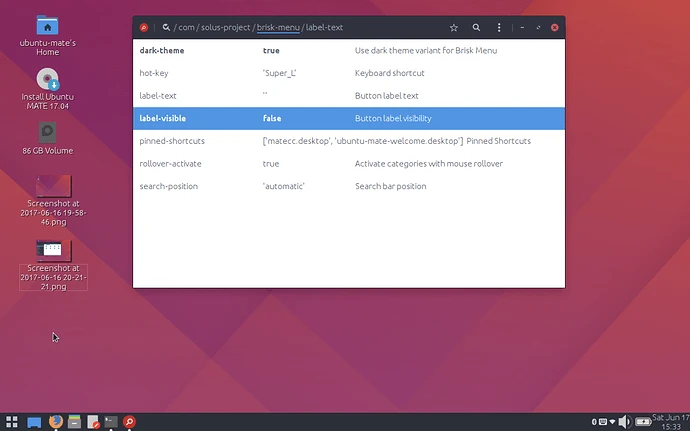 / com / solus-project / brisk-menu / label-text
ubuntu-mate's
Home
Install Ubuntu
MATE 17.04
86 GB Volume
Screenshot at
2017-06-16 19-58-
46.png
Screenshot at
2017-06-16 20-21-
21.png
dark-theme true Use dark theme variant for Brisk Menu
hot-key 'Super_L' Keyboard shortcut
label-text '' Button label text
label-visible false Button label visibility
pinned-shortcuts ['matecc.desktop', 'ubuntu-mate-welcome.desktop'] Pinned Shortcuts
rollover-activate true Activate categories with mouse rollover
search-position 'automatic' Search bar position
Sat Jun 17
15:33